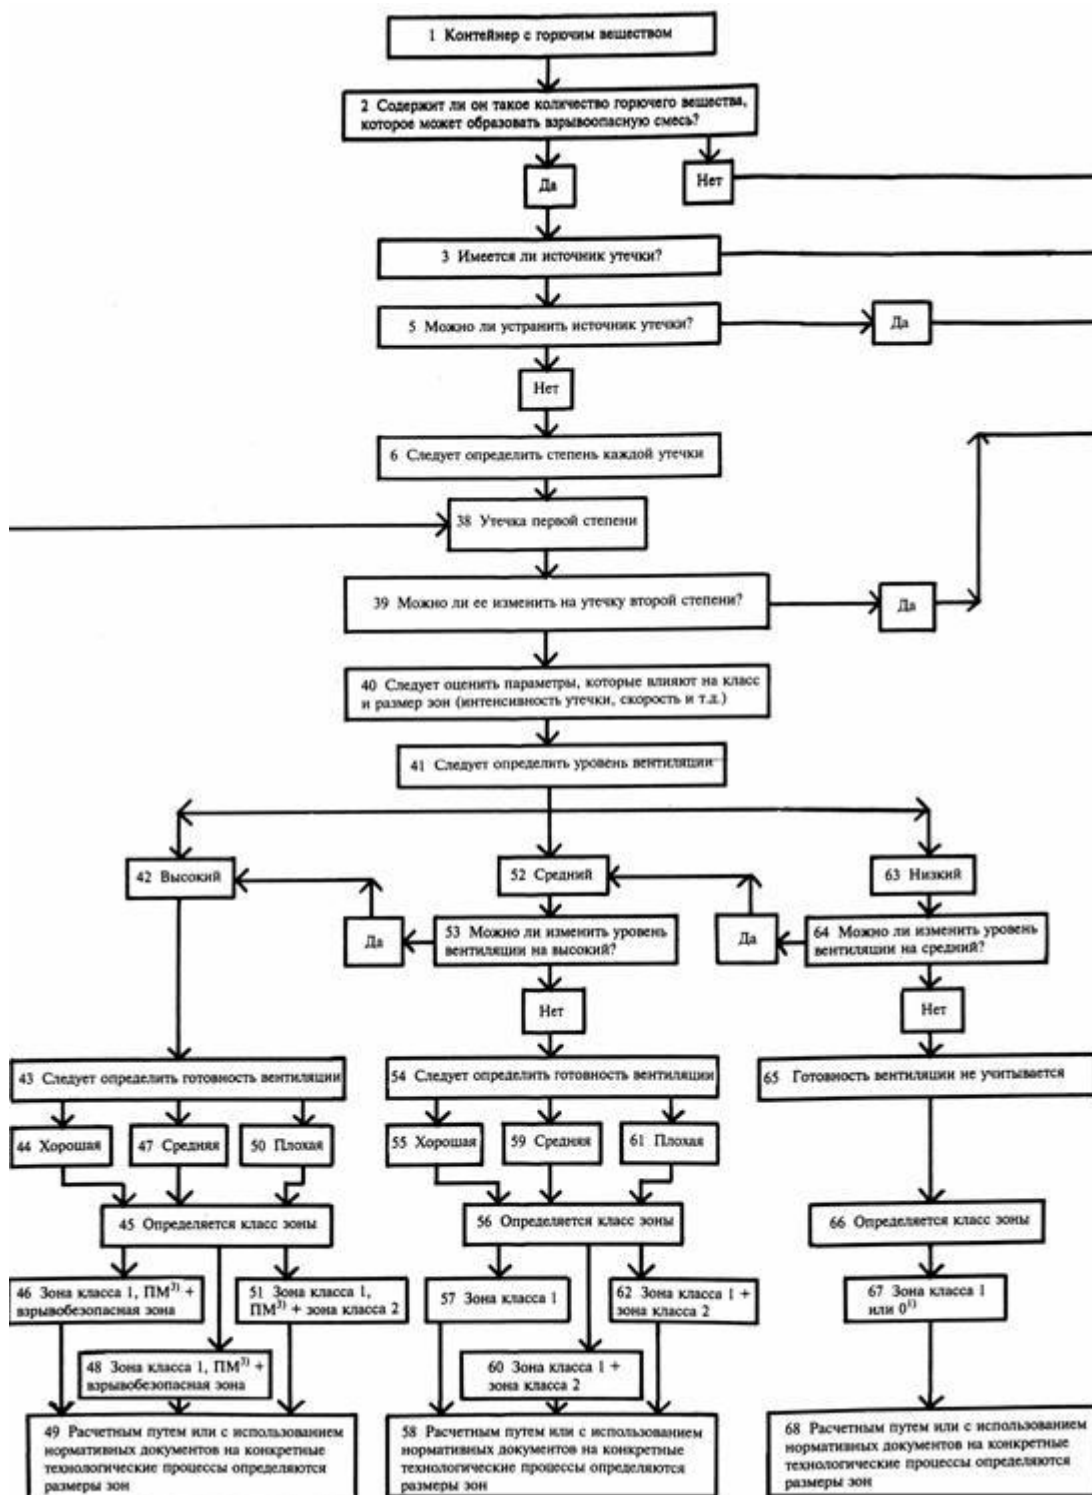 1 Контейнер с горючим веществом
2 Содержит ли он такое количество горючего вещества,
которое может образовать взрывоопасную смесь?
Да
Нет
3 Имеется ли источник утечки?
5 Можно ли устранить источник утечки?
Да
Нет
6 Следует определить степень каждой утечки
38 Утечка первой степени
39 Можно ли ее изменить на утечку второй степени?
Да
40 Следует оценить параметры, которые влияют на класс
и размер зон (интенсивность утечки, скорость и т.д.)
41 Следует определить уровень вентиляции
42 Высокий
52 Средний
63 Низкий
Да
53 Можно ли изменить уровень
вентиляции на высокий?
Да
64 Можно ли изменить уровень
вентиляции на средний?
Нет
Нет
43 Следует определить готовность вентиляции
54 Следует определить готовность вентиляции
65 Готовность вентиляции не учитывается
44 Хорошая
47 Средняя
50 Плохая
55 Хорошая
59 Средняя
61 Плохая
45 Определяется класс зоны
56 Определяется класс зоны
66 Определяется класс зоны
46 Зона класса 1, ПМ³⁾ +
взрывобезопасная зона
51 Зона класса 1,
ПМ³⁾ + зона класса 2
57 Зона класса 1
62 Зона класса 1 +
зона класса 2
67 Зона класса 1
или 0¹⁾
48 Зона класса 1, ПМ³⁾ +
взрывобезопасная зона
60 Зона класса 1 +
зона класса 2
49 Расчетным путем или с использованием
нормативных документов на конкретные
технологические процессы определяются
размеры зон
58 Расчетным путем или с использованием
нормативных документов на конкретные
технологические процессы определяются
размеры зон
68 Расчетным путем или с использованием
нормативных документов на конкретные
технологические процессы определяются
размеры зон